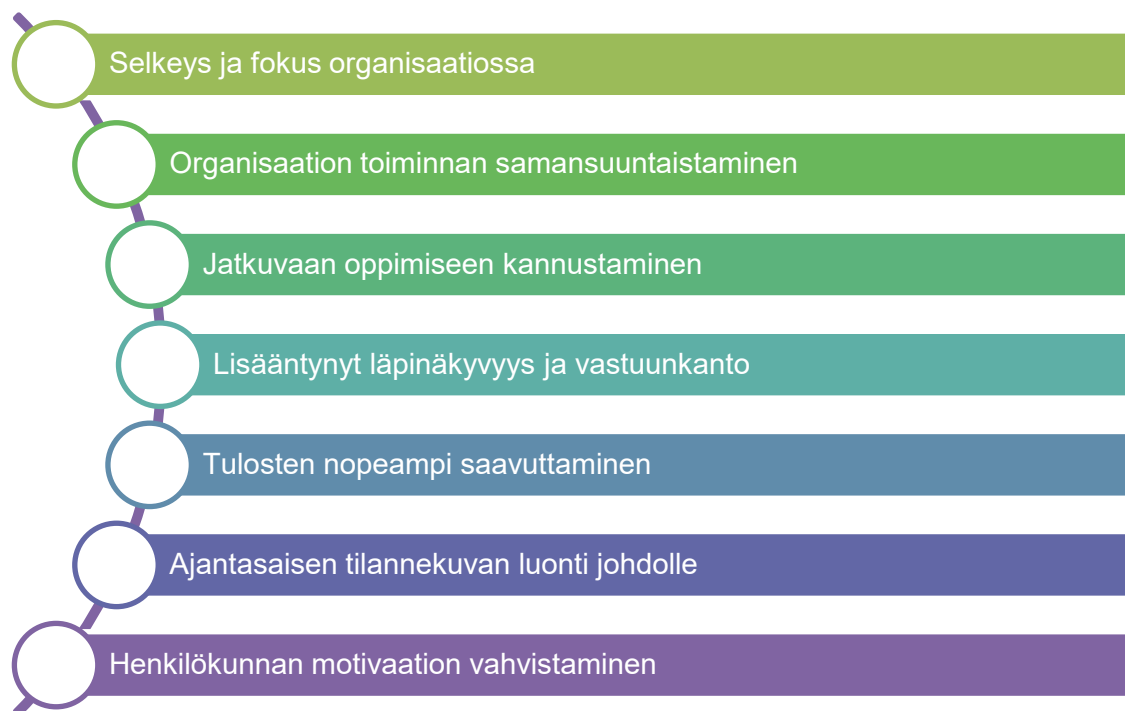 Selkeys ja fokus organisaatiossa
Organisaation toiminnan samansuuntaistaminen
Jatkuvaan oppimiseen kannustaminen
Lisääntynyt läpinäkyvyys ja vastuunkanto
Tulosten nopeampi saavuttaminen
Ajantasaisen tilannekuvan luonti johdolle
Henkilökunnan motivaation vahvistaminen